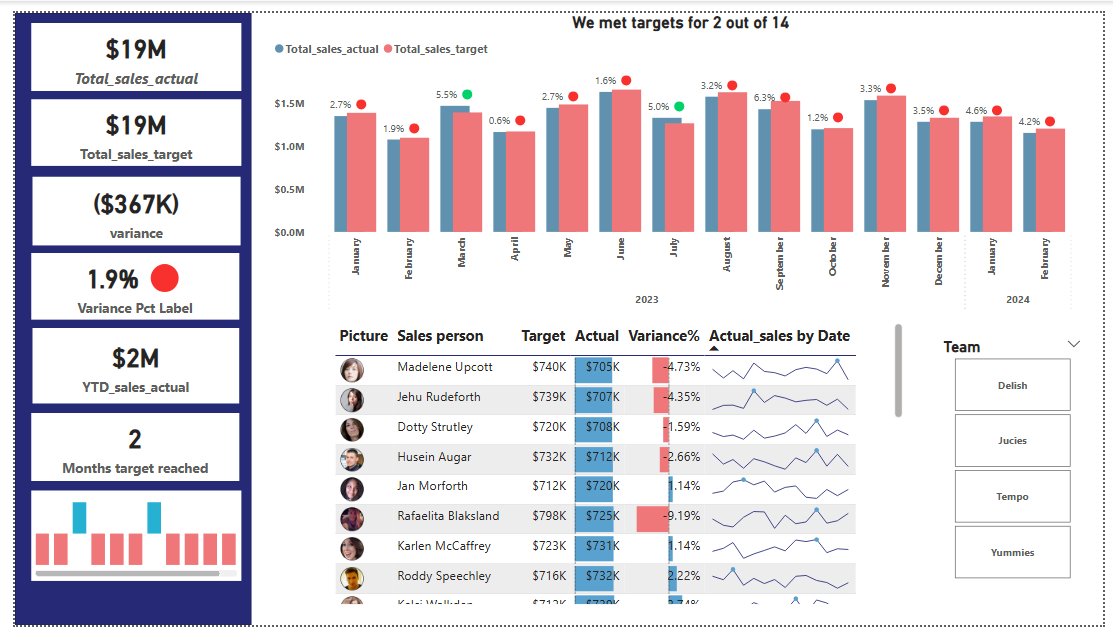 We met targets for 2 out of 14
$19M
Total_sales_actual
$19M
Total_sales_target
($367K)
variance
1.9%
Variance Pct Label
$2M
YTD_sales_actual
2
Months target reached
Total_sales_actual Total_sales_target
$1.5M
$1.0M
$0.5M
$0.0M
2.7% 1.9% 5.5% 0.6% 2.7% 1.6% 5.0% 3.2% 6.3% 1.2% 3.3% 3.5% 4.6% 4.2%
January February March April May June July August September October November December January February
2023 2024
Picture Sales person Target Actual Variance% Actual_sales by Date
Madelene Upcott $740K $705K -4.73%
Jehu Rudeforth $739K $707K -4.35%
Dotty Strutley $720K $708K -1.59%
Husein Augar $732K $712K -2.66%
Jan Morforth $712K $720K 1.14%
Rafaelita Blaksland $798K $725K -9.19%
Karlen McCaffrey $723K $731K 1.14%
Roddy Speechley $716K $732K 2.22%
Team
Delish
Jucies
Tempo
Yummies